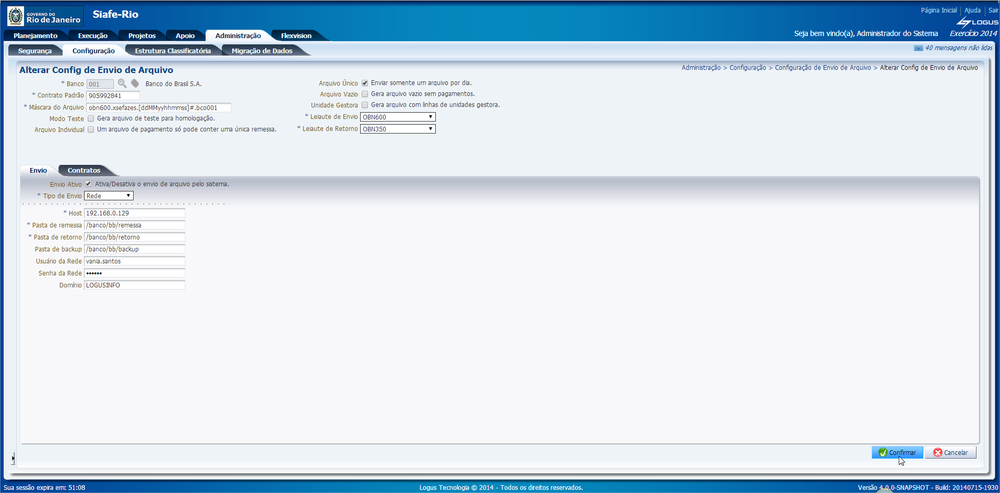 GOVERNO DO
Rio de Janeiro
Siafe-Rio
Página Inicial | Ajuda | Sair
LOGUS
Planejamento Execução Projetos Apoio Administração Flexvision
Seja bem vindo(a), Administrador do Sistema Exercício 2014
Segurança Configuração Estrutura Classificatória Migração de Dados
40 mensagens não lidas
Alterar Config de Envio de Arquivo
Administração > Configuração > Configuração de Envio de Arquivo > Alterar Config de Envio de Arquivo
* Banco 001 Banco do Brasil S.A.
* Contrato Padrão 905992841
* Máscara do Arquivo obn600.xsefazes.[ddMMyyhhmmss]#.bco001
Modo Teste Gera arquivo de teste para homologação.
Arquivo Individual Um arquivo de pagamento só pode conter uma única remessa.
Arquivo Único Enviar somente um arquivo por dia.
Arquivo Vazio Gera arquivo vazio sem pagamentos.
Unidade Gestora Gera arquivo com linhas de unidades gestora.
* Leiaute de Envio OBN600
* Leiaute de Retorno OBN350
Envio Contratos
Envio Ativo Ativa/Desativa o envio de arquivo pelo sistema.
* Tipo de Envio Rede
* Host 192.168.0.129
* Pasta de remessa /banco/bb/remessa
* Pasta de retorno /banco/bb/retorno
Pasta de backup /banco/bb/backup
Usuário da Rede vania.santos
Senha da Rede ••••••
Domínio LOGUSINFO
Confirmar Cancelar
Sua sessão expira em: 51:08
Logus Tecnologia © 2014 - Todos os direitos reservados.
Versão 4.0.0-SNAPSHOT - Build: 20140715-1930